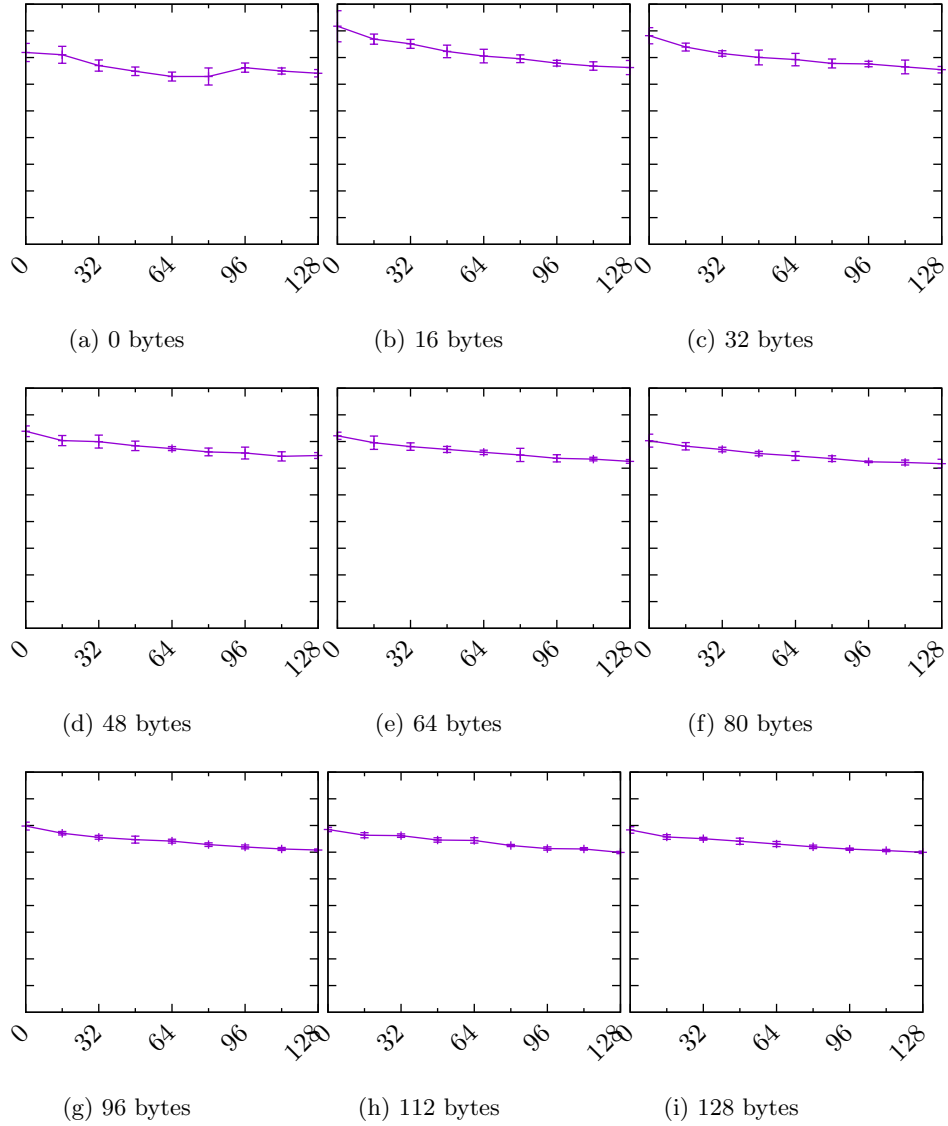 0 32 64 96 128 0 32 64 96 128 0 32 64 96 128
(a) 0 bytes (b) 16 bytes (c) 32 bytes
0 32 64 96 128 0 32 64 96 128 0 32 64 96 128
(d) 48 bytes (e) 64 bytes (f) 80 bytes
0 32 64 96 128 0 32 64 96 128 0 32 64 96 128
(g) 96 bytes (h) 112 bytes (i) 128 bytes